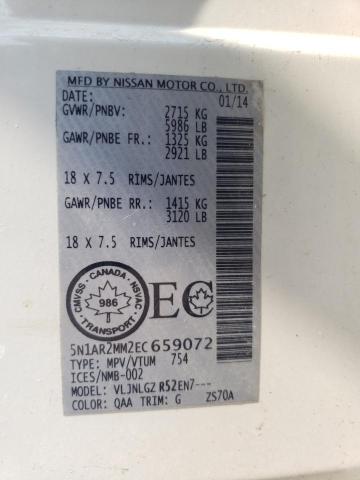 MFD BY NISSAN MOTOR CO., LTD.
DATE: 01/14
GVWR/PNBV: 2715 KG
5986 LB
GAWR/PNBE FR.: 1325 KG
2921 LB
18 x 7.5 RIMS/JANTES
GAWR/PNBE RR.: 1415 KG
3120 LB
18 x 7.5 RIMS/JANTES
CMVSS · CANADA · NSVAC
986
TRANSPORT
EC
5N1AR2MM2EC659072
TYPE: MPV/VTUM 754
ICES/NMB-002
MODEL: VLJNLGZ R52EN7---
COLOR: QAA TRIM: G ZS70A